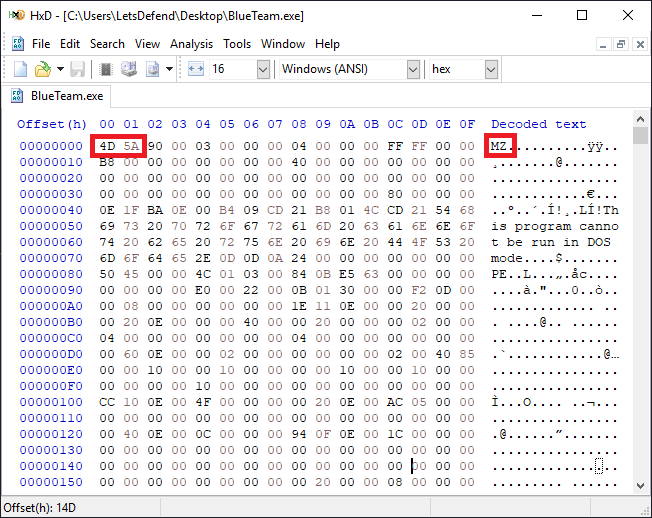 HxD - [C:\Users\LetsDefend\Desktop\BlueTeam.exe]
File Edit Search View Analysis Tools Window Help
16 Windows (ANSI) hex
BlueTeam.exe
Offset(h) 00 01 02 03 04 05 06 07 08 09 0A 0B 0C 0D 0E 0F Decoded text
00000000 4D 5A 90 00 03 00 00 00 04 00 00 00 FF FF 00 00 MZ..........ÿÿ..
00000010 B8 00 00 00 00 00 00 00 40 00 00 00 00 00 00 00 ¸.......@.......
00000020 00 00 00 00 00 00 00 00 00 00 00 00 00 00 00 00 ................
00000030 00 00 00 00 00 00 00 00 00 00 00 00 80 00 00 00 ............€...
00000040 0E 1F BA 0E 00 B4 09 CD 21 B8 01 4C CD 21 54 68 ..º..´.Í!¸.LÍ!Th
00000050 69 73 20 70 72 6F 67 72 61 6D 20 63 61 6E 6E 6F is program canno
00000060 74 20 62 65 20 72 75 6E 20 69 6E 20 44 4F 53 20 t be run in DOS
00000070 6D 6F 64 65 2E 0D 0D 0A 24 00 00 00 00 00 00 00 mode....$.......
00000080 50 45 00 00 4C 01 03 00 84 0B E5 63 00 00 00 00 PE..L...„.åc....
00000090 00 00 00 00 E0 00 22 00 0B 01 30 00 00 F2 0D 00 ....à."...0..ò..
000000A0 00 08 00 00 00 00 00 00 1E 11 0E 00 00 20 00 00 ............. ..
000000B0 00 20 0E 00 00 00 40 00 00 20 00 00 00 02 00 00 . ....@.. ......
000000C0 04 00 00 00 00 00 00 00 04 00 00 00 00 00 00 00 ................
000000D0 00 60 0E 00 00 02 00 00 00 00 00 00 02 00 40 85 .`............@…
000000E0 00 00 10 00 00 10 00 00 00 00 10 00 00 10 00 00 ................
000000F0 00 00 00 00 10 00 00 00 00 00 00 00 00 00 00 00 ................
00000100 CC 10 0E 00 4F 00 00 00 00 20 0E 00 AC 05 00 00 Ì...O.... ..¬...
00000110 00 00 00 00 00 00 00 00 00 00 00 00 00 00 00 00 ................
00000120 00 40 0E 00 0C 00 00 00 94 0F 0E 00 1C 00 00 00 .@......”.......
00000130 00 00 00 00 00 00 00 00 00 00 00 00 00 00 00 00 ................
00000140 00 00 00 00 00 00 00 00 00 00 00 00 00 00 00 00 ................
00000150 00 00 00 00 00 00 00 00 00 20 00 00 08 00 00 00 ......... ......
Offset(h): 14D